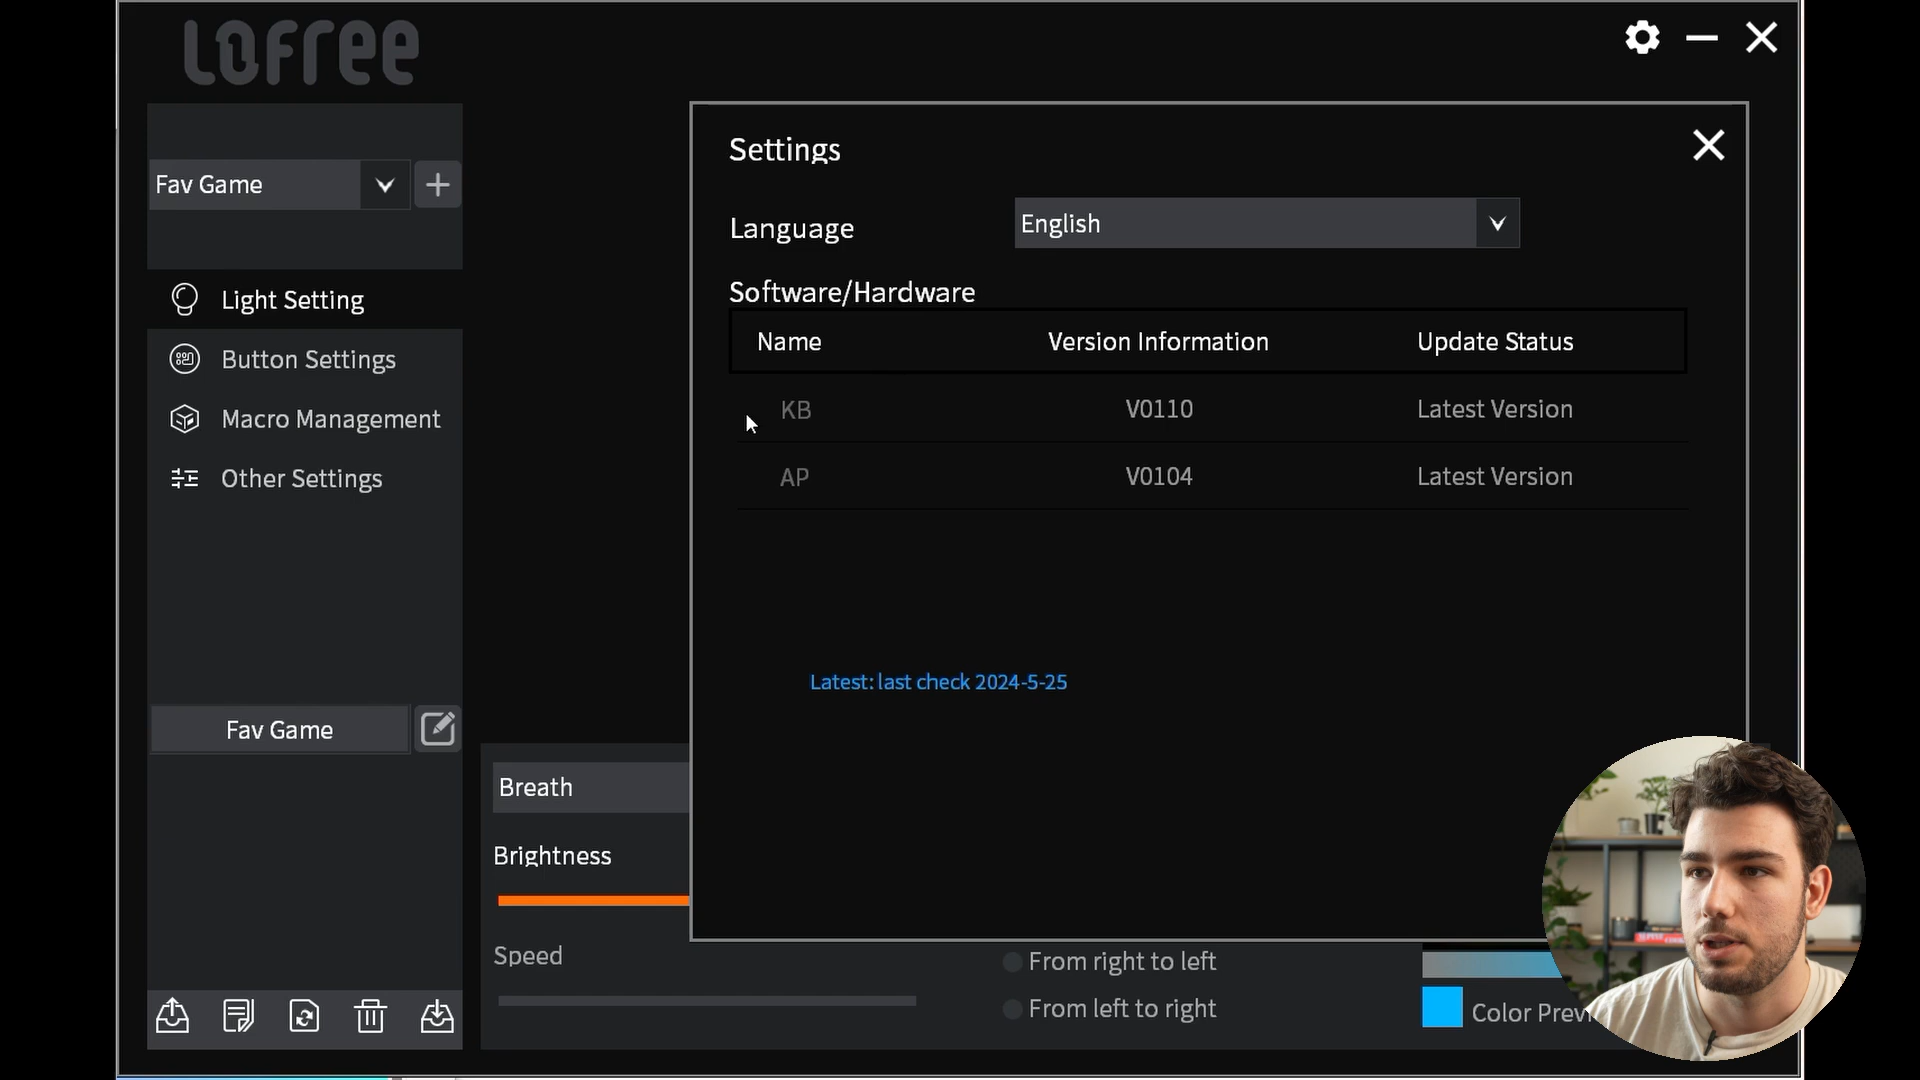 LOFREE
Fav Game
Light Setting
Button Settings
Macro Management
Other Settings
Fav Game
Settings
Language
English
Software/Hardware
Name Version Information Update Status
KB V0110 Latest Version
AP V0104 Latest Version
Latest: last check 2024-5-25
Breath
Brightness
Speed
From right to left
From left to right
Color Previ